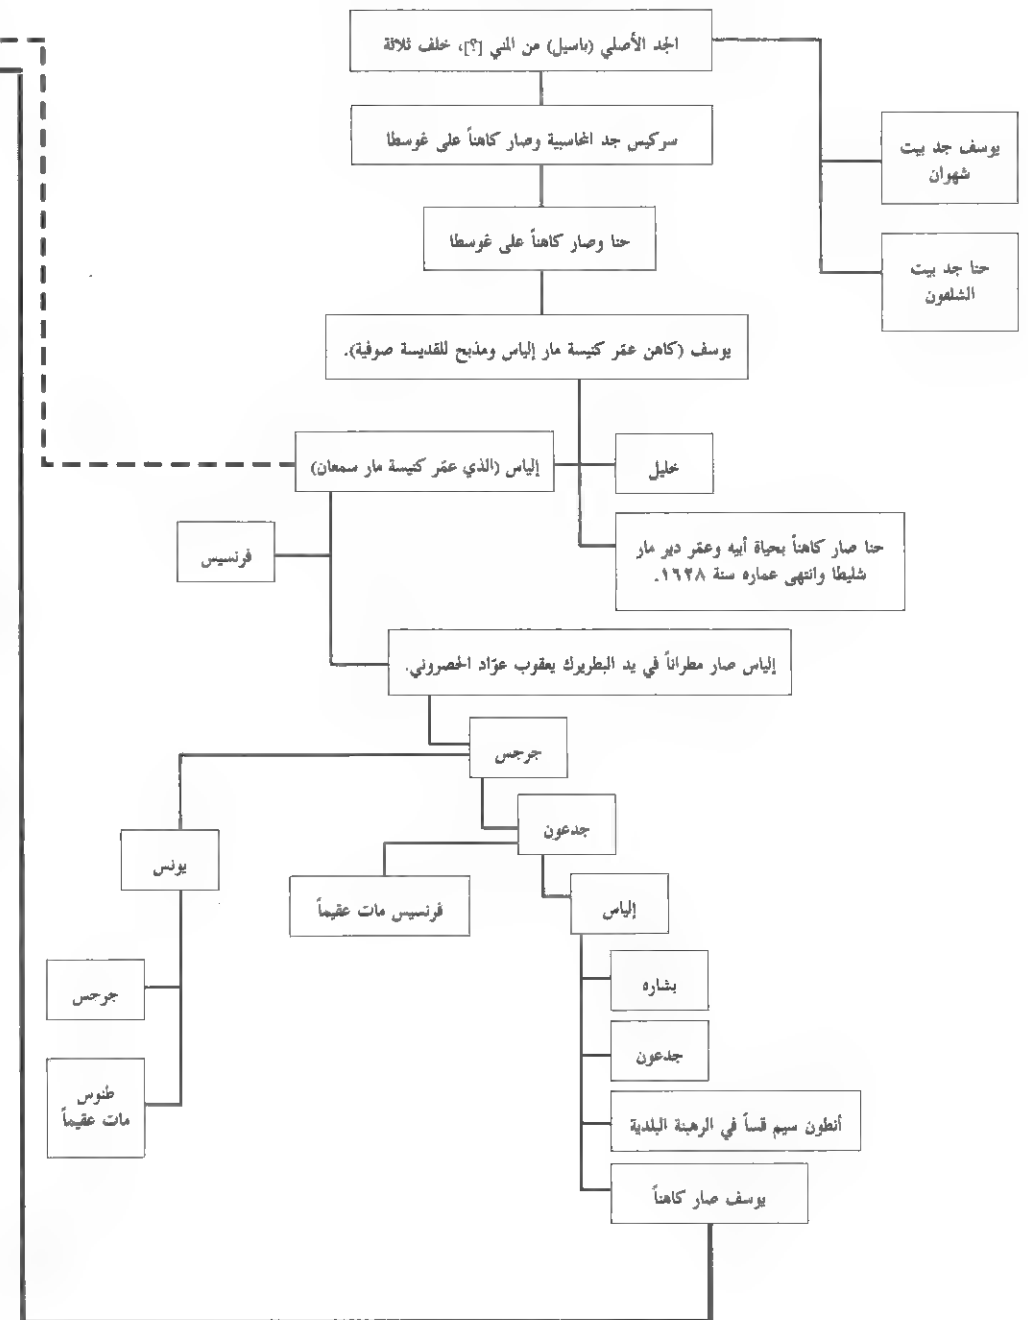 الجد الأصلي (باسيل) من المني [؟]، خلف ثلاثة
سركيس جد المحاسبية وصار كاهناً على غوسطا
يوسف جد بيت
شهوان
حنا وصار كاهناً على غوسطا
حنا جد بيت
الشلفون
يوسف (كاهن عمّر كنيسة مار إلياس ومذبح للقديسة صوفية).
خليل
إلياس (الذي عمّر كنيسة مار سمعان)
حنا صار كاهناً بحياة أبيه وعمّر دير مار
شليطا وانتهى عماره سنة ١٦٢٨.
فرنسيس
إلياس صار مطراناً في يد البطريرك يعقوب عوّاد الحصروني.
جرجس
جدعون
يونس
إلياس
فرنسيس مات عقيماً
بشاره
جرجس
جدعون
طنوس
مات عقيماً
أنطون سيم قساً في الرهبنة البلدية
يوسف صار كاهناً